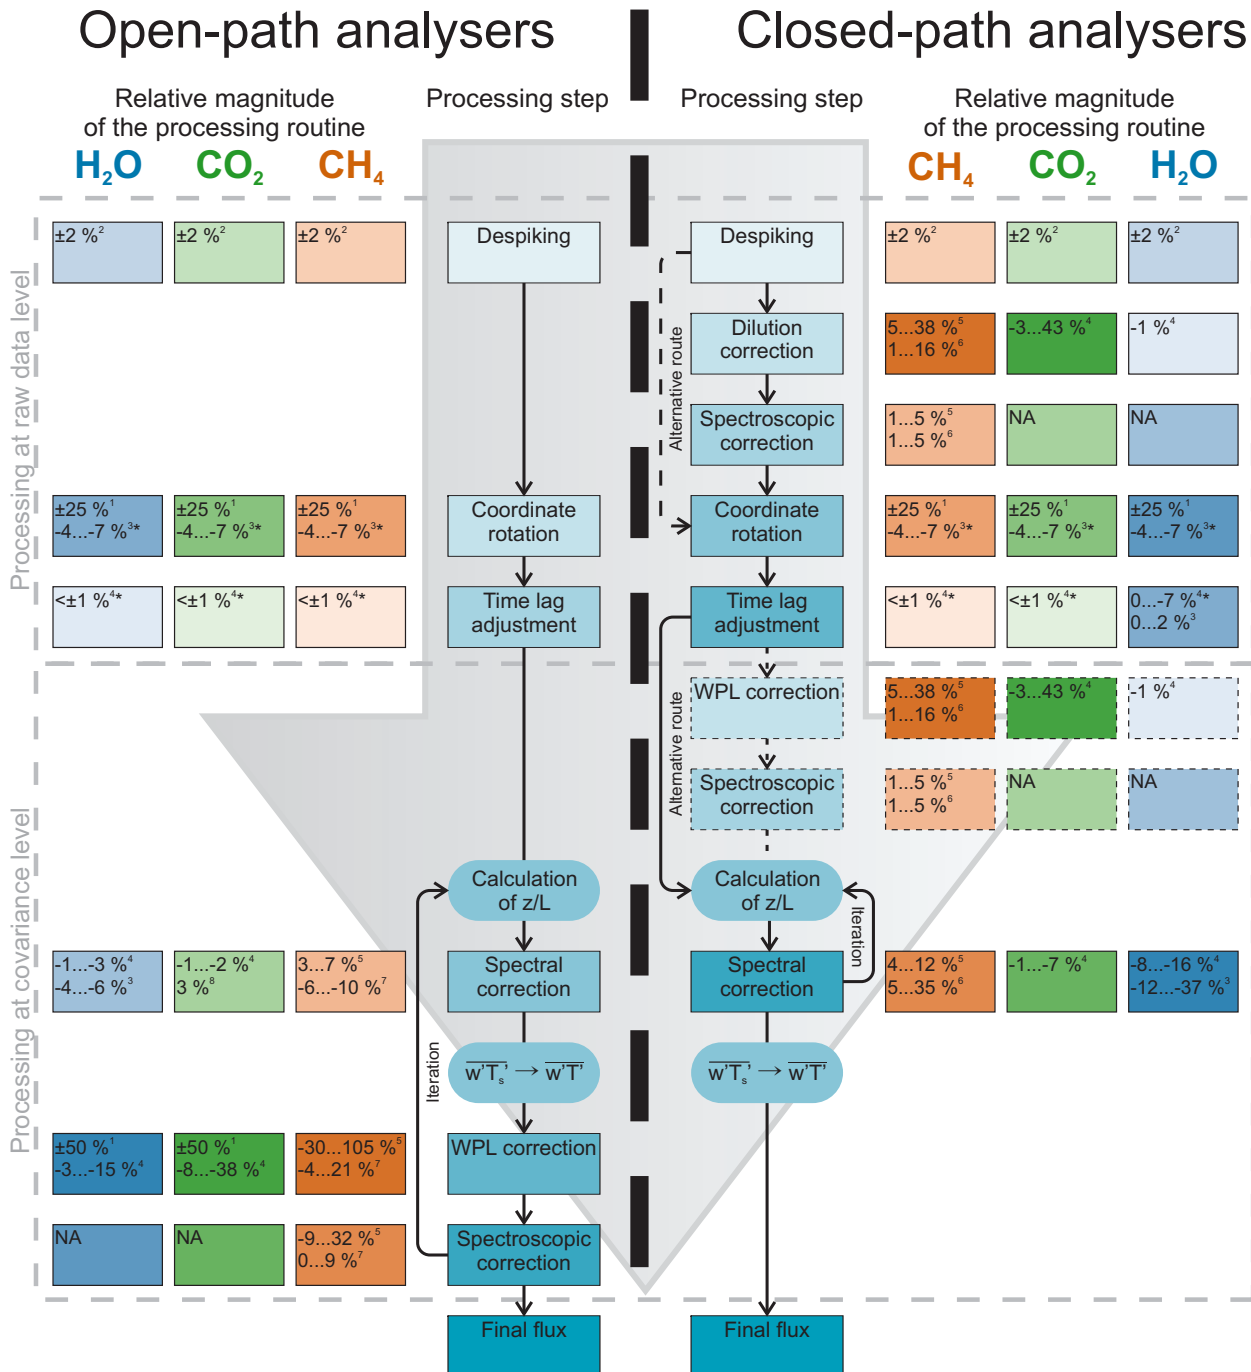 Open-path analysers
Closed-path analysers
Relative magnitude
of the processing routine
Processing step
Processing step
Relative magnitude
of the processing routine
H₂O
CO₂
CH₄
CH₄
CO₂
H₂O
Processing at raw data level
±2 %²
±2 %²
±2 %²
Despiking
Despiking
±2 %²
±2 %²
±2 %²
Alternative route
Dilution
correction
5...38 %⁵
1...16 %⁶
-3...43 %⁴
-1 %⁴
Spectroscopic
correction
1...5 %⁵
1...5 %⁶
NA
NA
±25 %¹
-4...-7 %³*
±25 %¹
-4...-7 %³*
±25 %¹
-4...-7 %³*
Coordinate
rotation
Coordinate
rotation
±25 %¹
-4...-7 %³*
±25 %¹
-4...-7 %³*
±25 %¹
-4...-7 %³*
<±1 %⁴*
<±1 %⁴*
<±1 %⁴*
Time lag
adjustment
Time lag
adjustment
<±1 %⁴*
<±1 %⁴*
0...-7 %⁴*
0...2 %³
Processing at covariance level
Alternative route
WPL correction
5...38 %⁵
1...16 %⁶
-3...43 %⁴
-1 %⁴
Spectroscopic
correction
1...5 %⁵
1...5 %⁶
NA
NA
Calculation
of z/L
Calculation
of z/L
Iteration
-1...-3 %⁴
-4...-6 %³
-1...-2 %⁴
3 %⁸
3...7 %⁵
-6...-10 %⁷
Spectral
correction
Spectral
correction
4...12 %⁵
5...35 %⁶
-1...-7 %⁴
-8...-16 %⁴
-12...-37 %³
Iteration
w'Tₛ' → w'T'
w'Tₛ' → w'T'
±50 %¹
-3...-15 %⁴
±50 %¹
-8...-38 %⁴
-30...105 %⁵
-4...21 %⁷
WPL correction
NA
NA
-9...32 %⁵
0...9 %⁷
Spectroscopic
correction
Final flux
Final flux